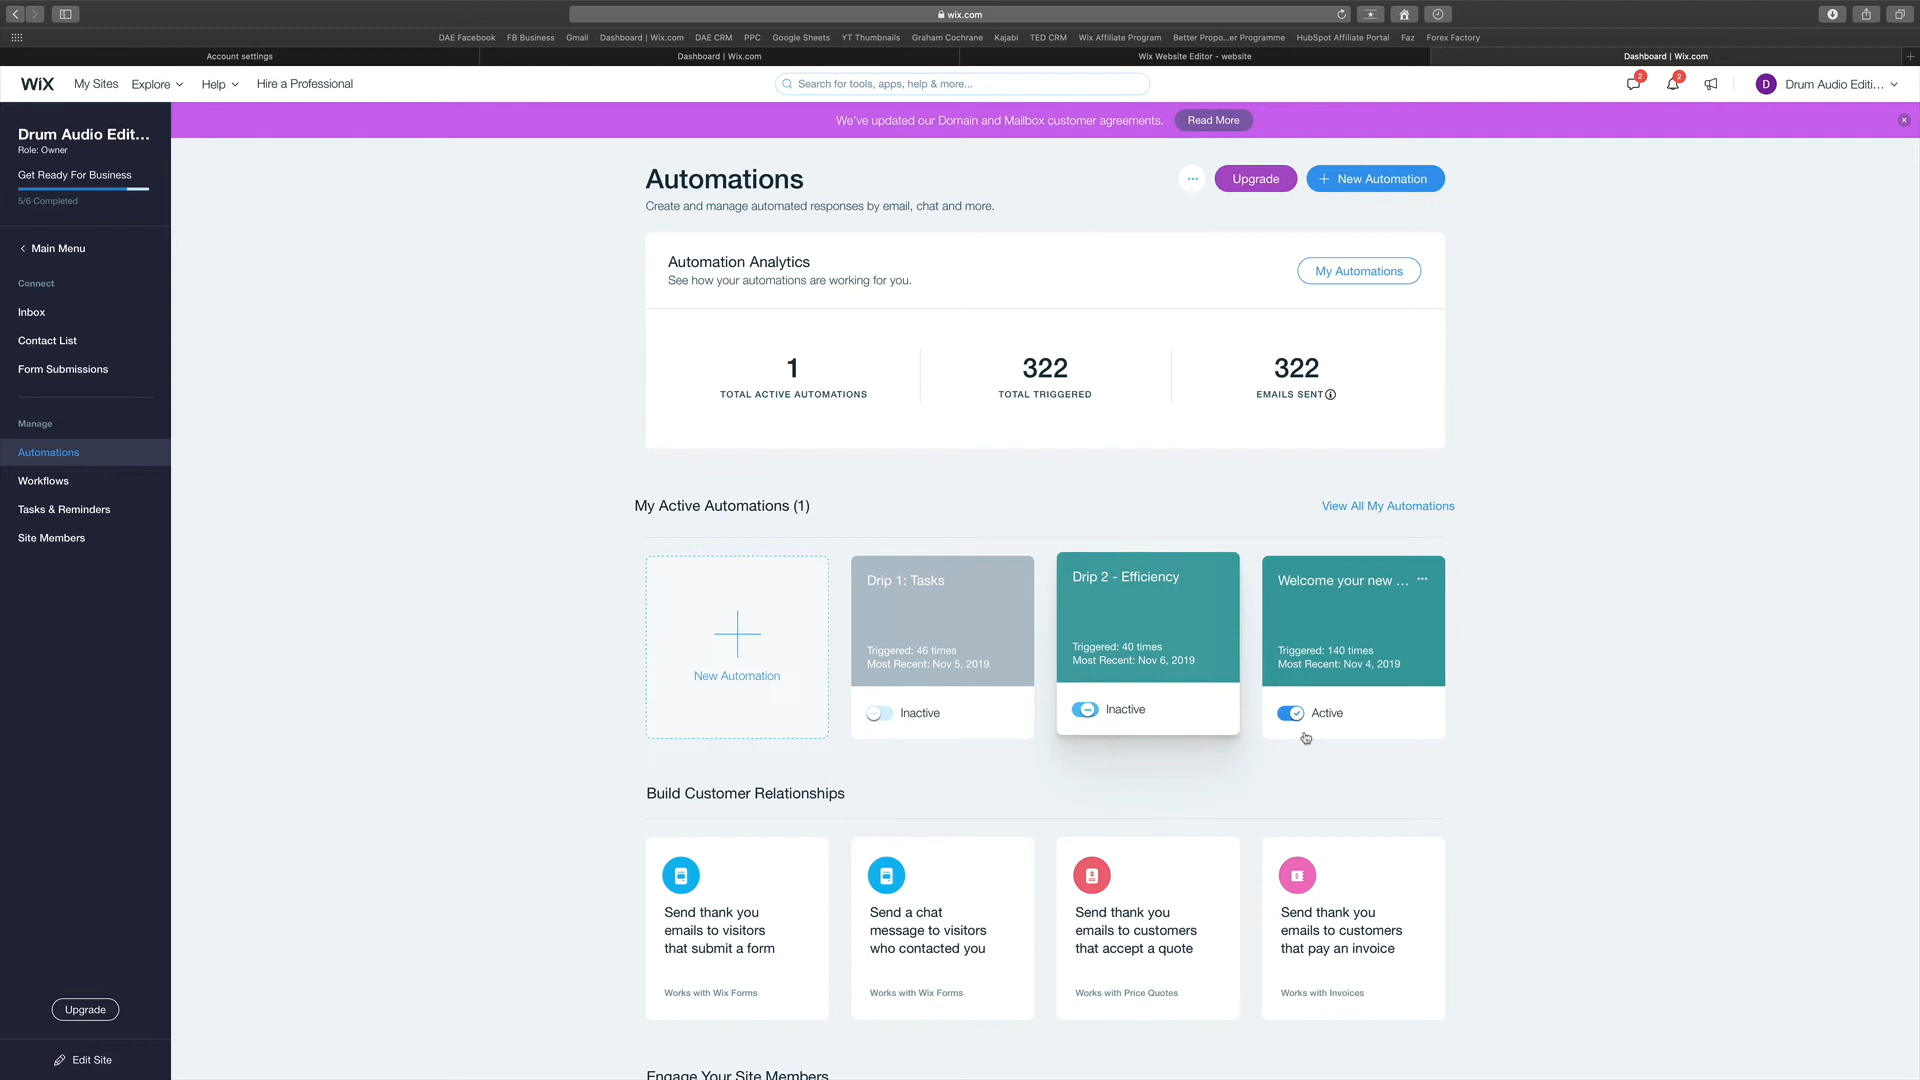 wix.com
DAE Facebook FB Business Gmail Dashboard | Wix.com DAE CRM PPC Google Sheets YT Thumbnails Graham Cochrane Kajabi TED CRM Wix Affiliate Program Better Propo...er Programme HubSpot Affiliate Portal Faz Forex Factory
Account settings Dashboard | Wix.com Wix Website Editor - website Dashboard | Wix.com
WiX My Sites Explore Help Hire a Professional Search for tools, apps, help & more... 2 2 D Drum Audio Editi...
We've updated our Domain and Mailbox customer agreements. Read More
Drum Audio Edit...
Role: Owner
Get Ready For Business
5/6 Completed
Main Menu
Connect
Inbox
Contact List
Form Submissions
Manage
Automations
Workflows
Tasks & Reminders
Site Members
Upgrade
Edit Site
Automations
Create and manage automated responses by email, chat and more.
Upgrade
+ New Automation
Automation Analytics
See how your automations are working for you.
My Automations
1
TOTAL ACTIVE AUTOMATIONS
322
TOTAL TRIGGERED
322
EMAILS SENT
My Active Automations (1)
View All My Automations
New Automation
Drip 1: Tasks
Triggered: 46 times
Most Recent: Nov 5, 2019
Inactive
Drip 2 - Efficiency
Triggered: 40 times
Most Recent: Nov 6, 2019
Inactive
Welcome your new ...
Triggered: 140 times
Most Recent: Nov 4, 2019
Active
Build Customer Relationships
Send thank you
emails to visitors
that submit a form
Works with Wix Forms
Send a chat
message to visitors
who contacted you
Works with Wix Forms
Send thank you
emails to customers
that accept a quote
Works with Price Quotes
Send thank you
emails to customers
that pay an invoice
Works with Invoices
Engage Your Site Members